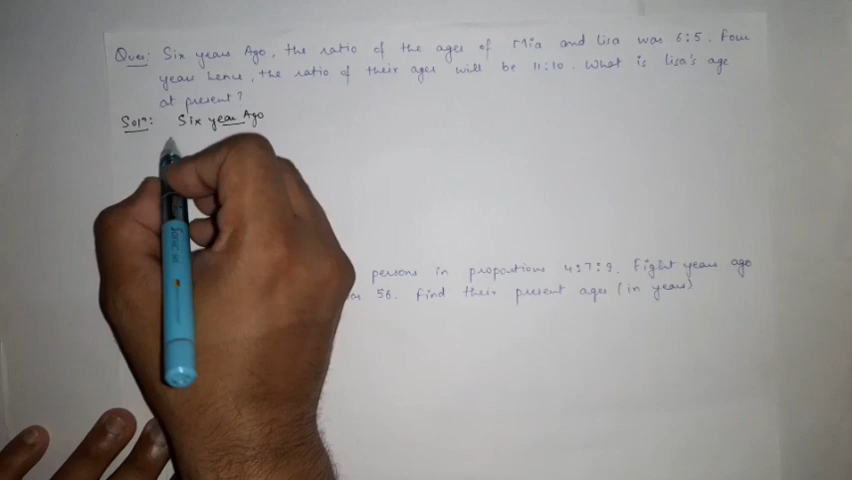 Ques: Six years Ago, the ratio of the ages of Mia and Lisa was 6:5. Four
years hence, the ratio of their ages will be 11:10. What is Lisa's age
at present?
Solⁿ: Six year Ago
persons in proportions 4:7:9. Eight years ago
56. Find their present ages (in years)
Sonic